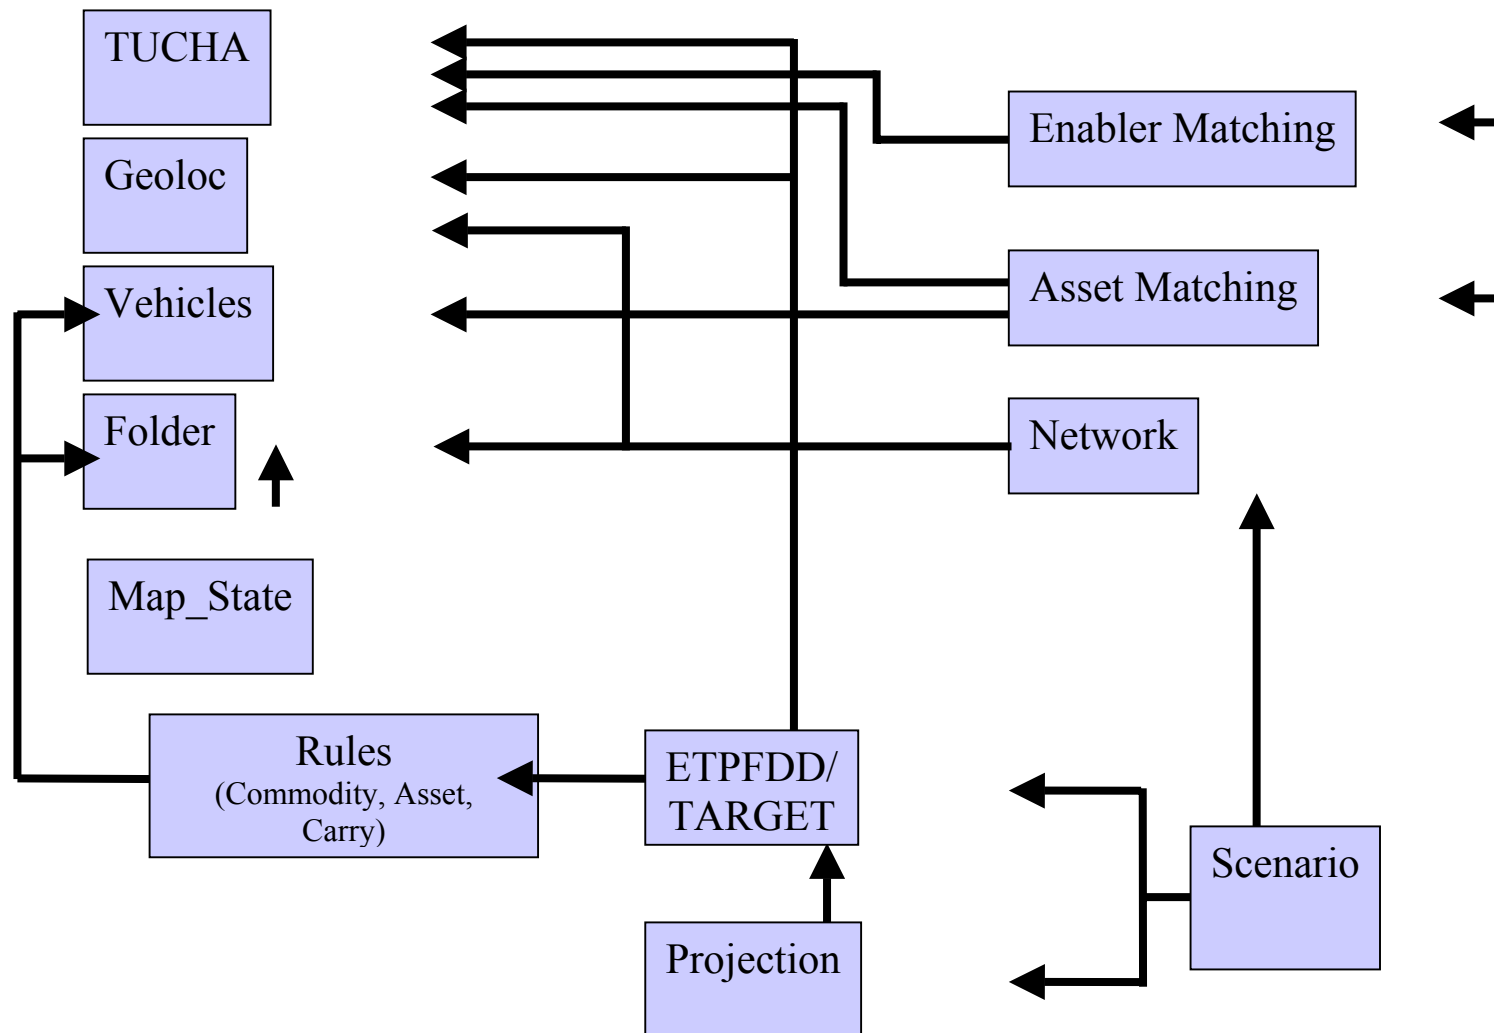 TUCHA
Enabler Matching
Geoloc
Asset Matching
Vehicles
Folder
Network
Map_State
Rules
(Commodity, Asset,
Carry)
ETPFDD/
TARGET
Scenario
Projection